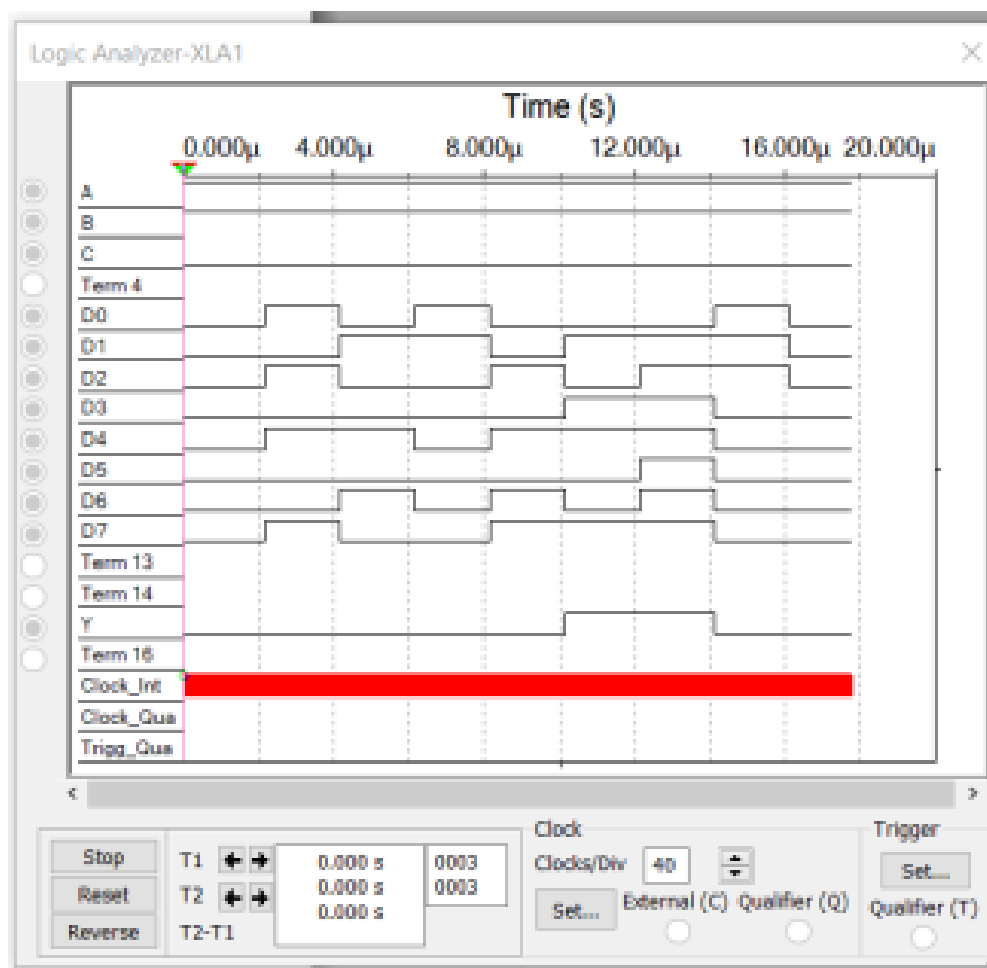 Logic Analyzer-XLA1
Time (s)
0.000µ 4.000µ 8.000µ 12.000µ 16.000µ 20.000µ
A
B
C
Term 4
D0
D1
D2
D3
D4
D5
D6
D7
Term 13
Term 14
Y
Term 16
Clock_Int
Clock_Qua
Trigg_Qua
Stop
Reset
Reverse
T1
T2
T2-T1
0.000 s 0003
0.000 s 0003
0.000 s
Clock
Clocks/Div 40
Set...
External (C) Qualifier (Q)
Trigger
Set...
Qualifier (T)